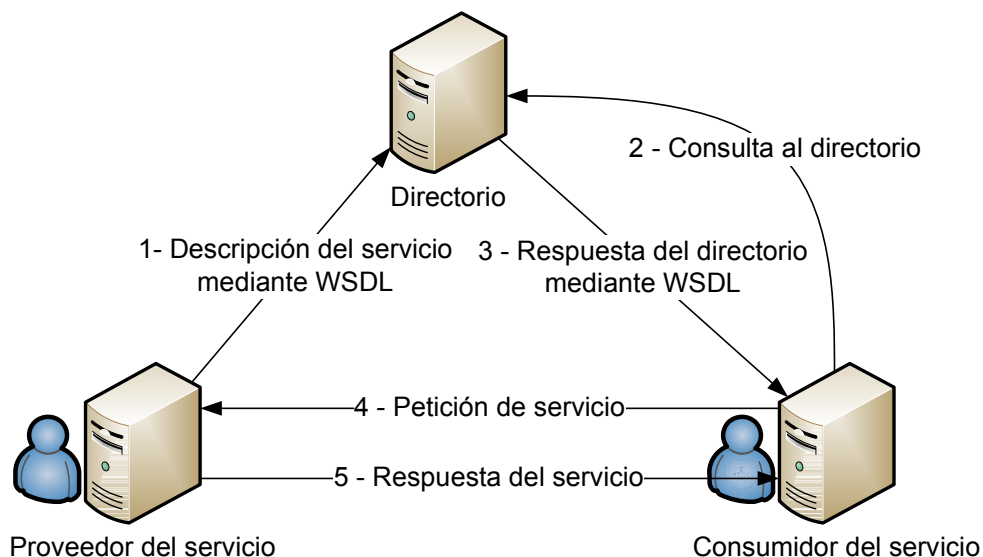 2 - Consulta al directorio
Directorio
1- Descripción del servicio
mediante WSDL
3 - Respuesta del directorio
mediante WSDL
4 - Petición de servicio
5 - Respuesta del servicio
Proveedor del servicio
Consumidor del servicio